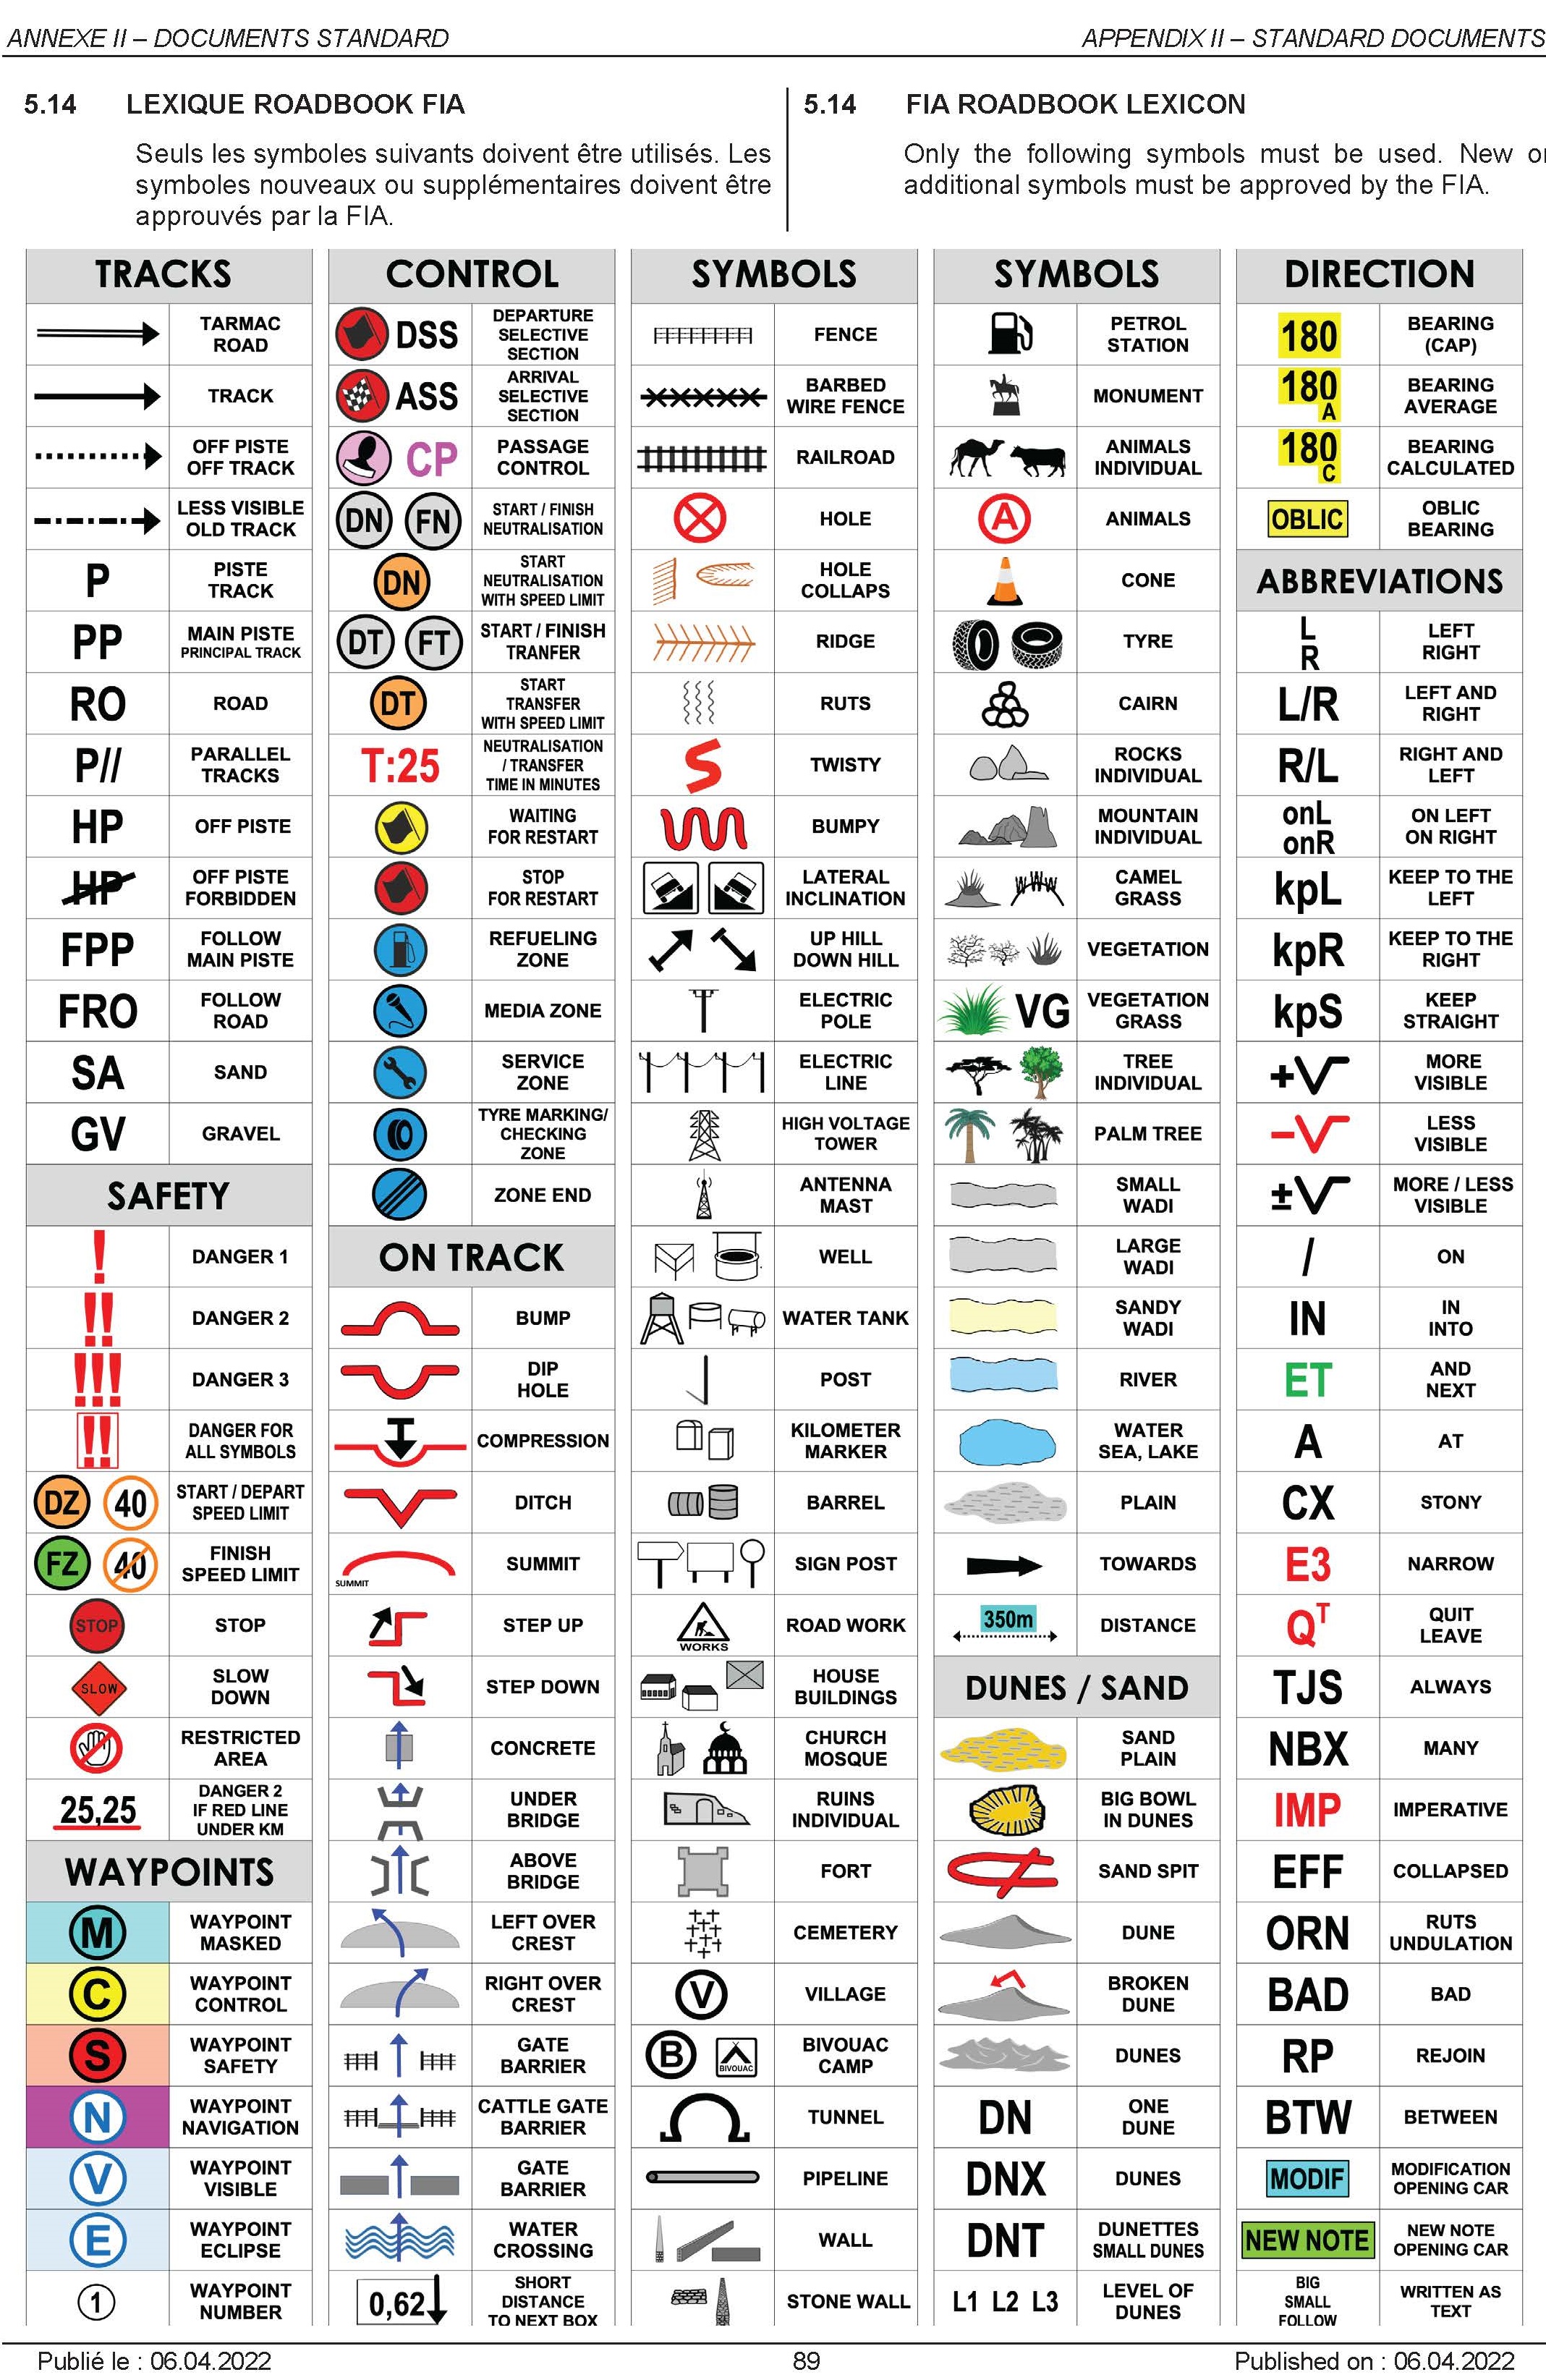 ANNEXE II – DOCUMENTS STANDARD
APPENDIX II – STANDARD DOCUMENTS
5.14 LEXIQUE ROADBOOK FIA
Seuls les symboles suivants doivent être utilisés. Les
symboles nouveaux ou supplémentaires doivent être
approuvés par la FIA.
5.14 FIA ROADBOOK LEXICON
Only the following symbols must be used. New or
additional symbols must be approved by the FIA.
TRACKS
TARMAC
ROAD
TRACK
OFF PISTE
OFF TRACK
LESS VISIBLE
OLD TRACK
P
PISTE
TRACK
PP
MAIN PISTE
PRINCIPAL TRACK
RO
ROAD
P//
PARALLEL
TRACKS
HP
OFF PISTE
HP
OFF PISTE
FORBIDDEN
FPP
FOLLOW
MAIN PISTE
FRO
FOLLOW
ROAD
SA
SAND
GV
GRAVEL
SAFETY
!
DANGER 1
!!
DANGER 2
!!!
DANGER 3
!!
DANGER FOR
ALL SYMBOLS
DZ 40
START / DEPART
SPEED LIMIT
FZ 40
FINISH
SPEED LIMIT
STOP
STOP
SLOW
SLOW
DOWN
RESTRICTED
AREA
25,25
DANGER 2
IF RED LINE
UNDER KM
WAYPOINTS
M
WAYPOINT
MASKED
C
WAYPOINT
CONTROL
S
WAYPOINT
SAFETY
N
WAYPOINT
NAVIGATION
V
WAYPOINT
VISIBLE
E
WAYPOINT
ECLIPSE
1
WAYPOINT
NUMBER
CONTROL
DSS
DEPARTURE
SELECTIVE
SECTION
ASS
ARRIVAL
SELECTIVE
SECTION
CP
PASSAGE
CONTROL
DN FN
START / FINISH
NEUTRALISATION
DN
START
NEUTRALISATION
WITH SPEED LIMIT
DT FT
START / FINISH
TRANFER
DT
START
TRANSFER
WITH SPEED LIMIT
T:25
NEUTRALISATION
/ TRANSFER
TIME IN MINUTES
WAITING
FOR RESTART
STOP
FOR RESTART
REFUELING
ZONE
MEDIA ZONE
SERVICE
ZONE
TYRE MARKING/
CHECKING
ZONE
ZONE END
ON TRACK
BUMP
DIP
HOLE
COMPRESSION
DITCH
SUMMIT
SUMMIT
STEP UP
STEP DOWN
CONCRETE
UNDER
BRIDGE
ABOVE
BRIDGE
LEFT OVER
CREST
RIGHT OVER
CREST
GATE
BARRIER
CATTLE GATE
BARRIER
GATE
BARRIER
WATER
CROSSING
0,62
SHORT
DISTANCE
TO NEXT BOX
SYMBOLS
FENCE
BARBED
WIRE FENCE
RAILROAD
HOLE
HOLE
COLLAPS
RIDGE
RUTS
TWISTY
BUMPY
LATERAL
INCLINATION
UP HILL
DOWN HILL
ELECTRIC
POLE
ELECTRIC
LINE
HIGH VOLTAGE
TOWER
ANTENNA
MAST
WELL
WATER TANK
POST
KILOMETER
MARKER
BARREL
SIGN POST
WORKS
ROAD WORK
HOUSE
BUILDINGS
CHURCH
MOSQUE
RUINS
INDIVIDUAL
FORT
CEMETERY
V
VILLAGE
B BIVOUAC
BIVOUAC
CAMP
TUNNEL
PIPELINE
WALL
STONE WALL
SYMBOLS
PETROL
STATION
MONUMENT
ANIMALS
INDIVIDUAL
A
ANIMALS
CONE
TYRE
CAIRN
ROCKS
INDIVIDUAL
MOUNTAIN
INDIVIDUAL
CAMEL
GRASS
VEGETATION
VG
VEGETATION
GRASS
TREE
INDIVIDUAL
PALM TREE
SMALL
WADI
LARGE
WADI
SANDY
WADI
RIVER
WATER
SEA, LAKE
PLAIN
TOWARDS
350m
DISTANCE
DUNES / SAND
SAND
PLAIN
BIG BOWL
IN DUNES
SAND SPIT
DUNE
BROKEN
DUNE
DUNES
DN
ONE
DUNE
DNX
DUNES
DNT
DUNETTES
SMALL DUNES
L1 L2 L3
LEVEL OF
DUNES
DIRECTION
180
BEARING
(CAP)
180
A
BEARING
AVERAGE
180
C
BEARING
CALCULATED
OBLIC
OBLIC
BEARING
ABBREVIATIONS
L
R
LEFT
RIGHT
L/R
LEFT AND
RIGHT
R/L
RIGHT AND
LEFT
onL
onR
ON LEFT
ON RIGHT
kpL
KEEP TO THE
LEFT
kpR
KEEP TO THE
RIGHT
kpS
KEEP
STRAIGHT
+
MORE
VISIBLE
−
LESS
VISIBLE
±
MORE / LESS
VISIBLE
/
ON
IN
IN
INTO
ET
AND
NEXT
A
AT
CX
STONY
E3
NARROW
QT
QUIT
LEAVE
TJS
ALWAYS
NBX
MANY
IMP
IMPERATIVE
EFF
COLLAPSED
ORN
RUTS
UNDULATION
BAD
BAD
RP
REJOIN
BTW
BETWEEN
MODIF
MODIFICATION
OPENING CAR
NEW NOTE
NEW NOTE
OPENING CAR
BIG
SMALL
FOLLOW
WRITTEN AS
TEXT
Publié le : 06.04.2022
89
Published on : 06.04.2022